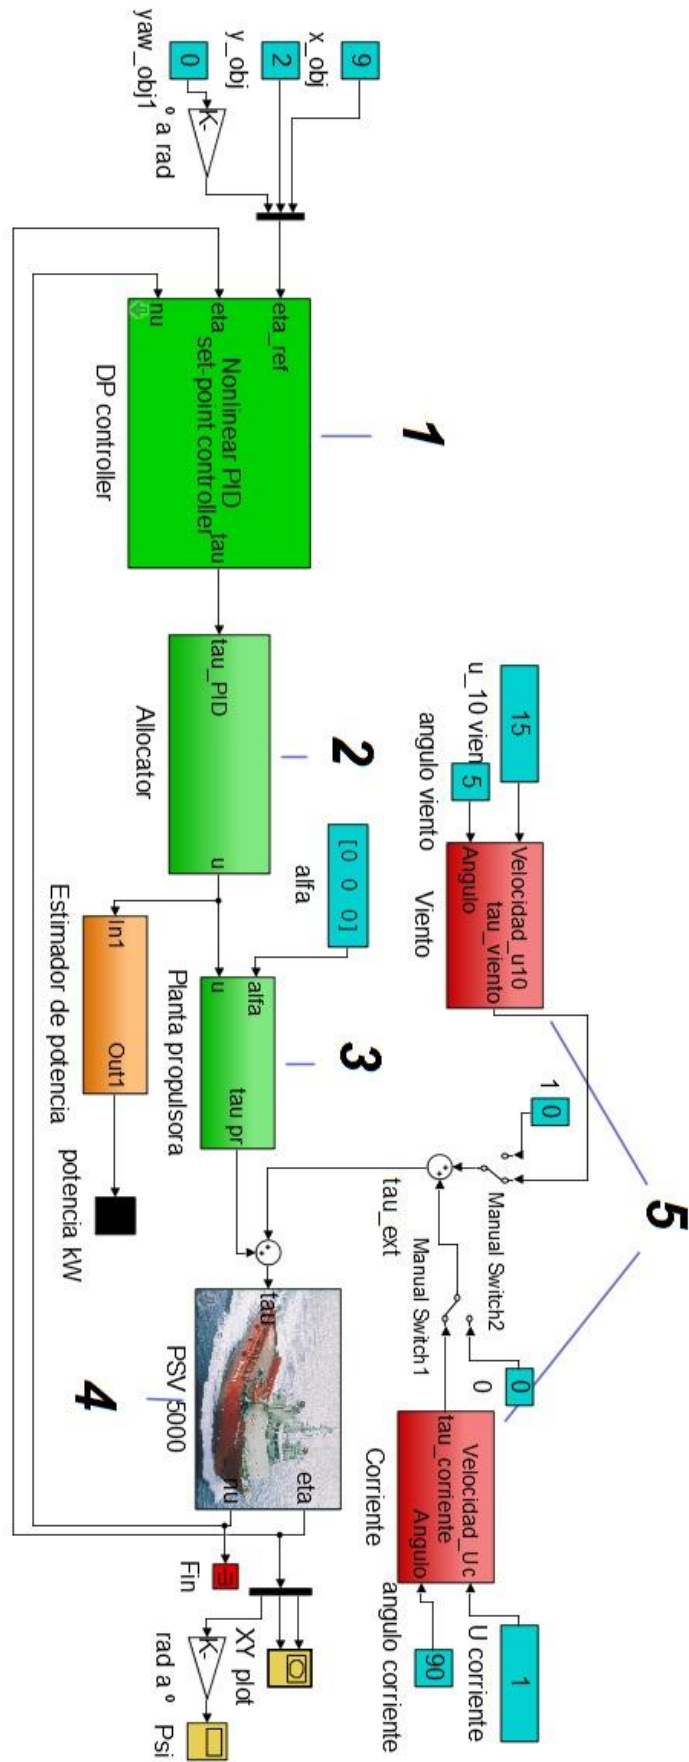 9
x_obj
2
y_obj
0
yaw_obj1
K-
º a rad
eta_ref
eta
nu
Nonlinear PID
set-point controller
tau
DP controller
1
tau_PID
u
Allocator
2
[0 0 0]
alfa
alfa
u
tau pr
Planta propulsora
3
In1
Out1
Estimador de potencia
potencia kW
15
u_10 vien
5
angulo viento
Velocidad_u10
tau_viento
Angulo
Viento
0
1
Manual Switch2
tau_ext
Manual Switch1
0
0
5
Velocidad_Uc
tau_corriente
Angulo
Corriente
1
U corriente
90
angulo corriente
tau
eta
nu
PSV 5000
4
Fin
XY plot
K-
rad a º
Psi